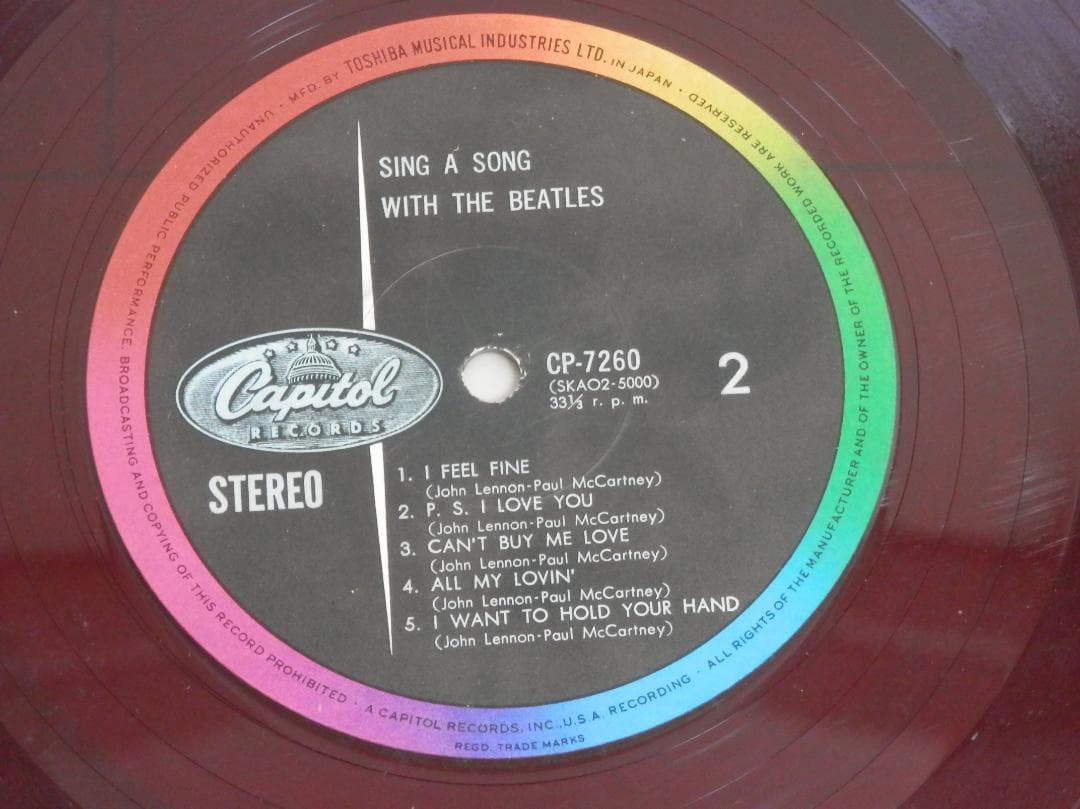 UNAUTHORIZED PUBLIC PERFORMANCE, BROADCASTING AND COPYING OF THIS RECORD PROHIBITED · A CAPITOL RECORDS, INC., U.S.A. RECORDING · ALL RIGHTS OF THE MANUFACTURER AND OF THE OWNER OF THE RECORDED WORK ARE RESERVED · MFD. BY TOSHIBA MUSICAL INDUSTRIES LTD. IN JAPAN ·
REGD. TRADE MARKS
SING A SONG
WITH THE BEATLES
Capitol
RECORDS
STEREO
CP-7260
(SKAO2-5000)
33⅓ r. p. m.
2
1. I FEEL FINE
(John Lennon-Paul McCartney)
2. P. S. I LOVE YOU
(John Lennon-Paul McCartney)
3. CAN'T BUY ME LOVE
(John Lennon-Paul McCartney)
4. ALL MY LOVIN'
(John Lennon-Paul McCartney)
5. I WANT TO HOLD YOUR HAND
(John Lennon-Paul McCartney)